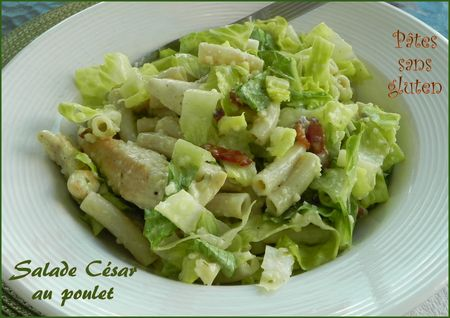 Pâtes
sans
gluten
Salade César
au poulet